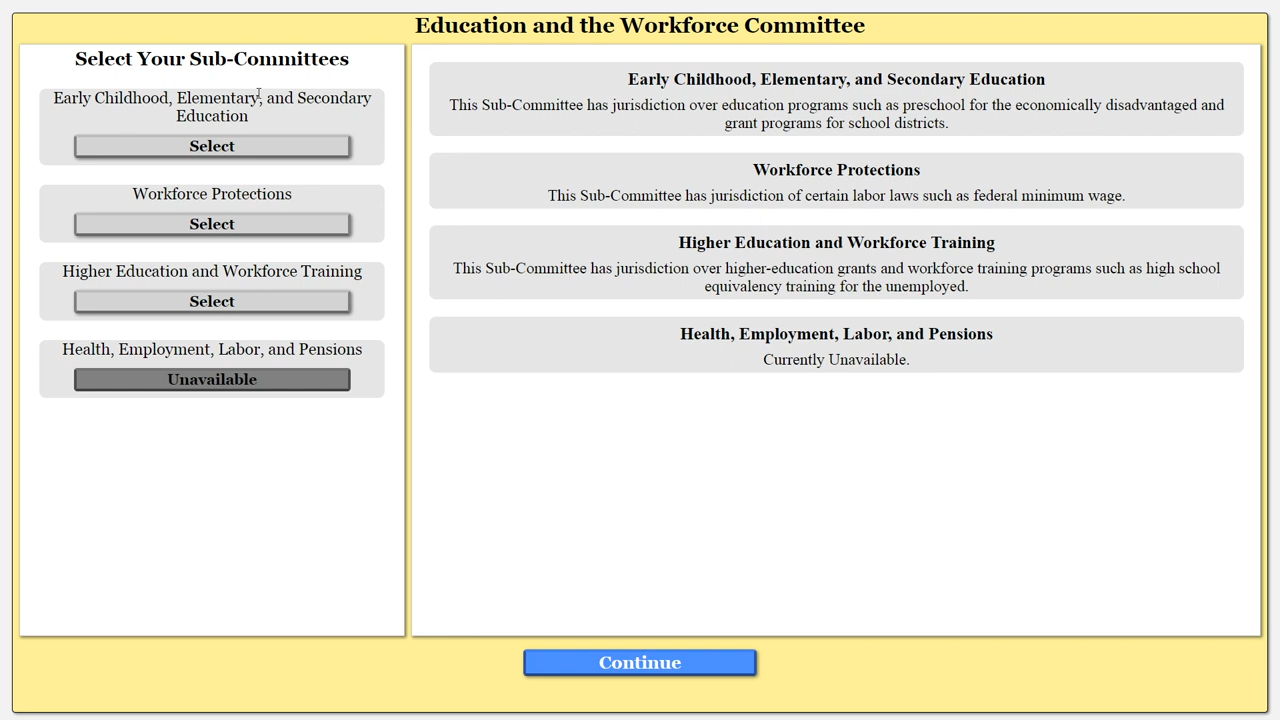 Education and the Workforce Committee
Select Your Sub-Committees
Early Childhood, Elementary, and Secondary
Education
Select
Workforce Protections
Select
Higher Education and Workforce Training
Select
Health, Employment, Labor, and Pensions
Unavailable
Early Childhood, Elementary, and Secondary Education
This Sub-Committee has jurisdiction over education programs such as preschool for the economically disadvantaged and
grant programs for school districts.
Workforce Protections
This Sub-Committee has jurisdiction of certain labor laws such as federal minimum wage.
Higher Education and Workforce Training
This Sub-Committee has jurisdiction over higher-education grants and workforce training programs such as high school
equivalency training for the unemployed.
Health, Employment, Labor, and Pensions
Currently Unavailable.
Continue